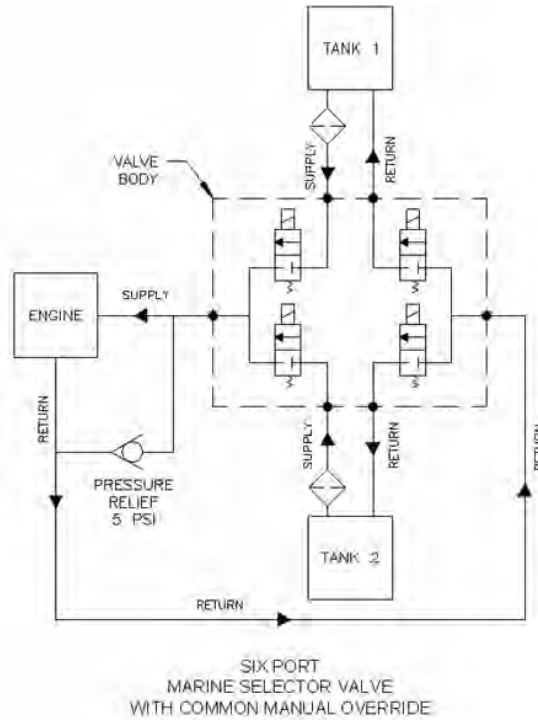 TANK 1
SUPPLY
RETURN
VALVE
BODY
SUPPLY
ENGINE
RETURN
SUPPLY
RETURN
RETURN
PRESSURE
RELIEF
5 PSI
TANK 2
RETURN
SIX PORT
MARINE SELECTOR VALVE
WITH COMMON MANUAL OVERRIDE